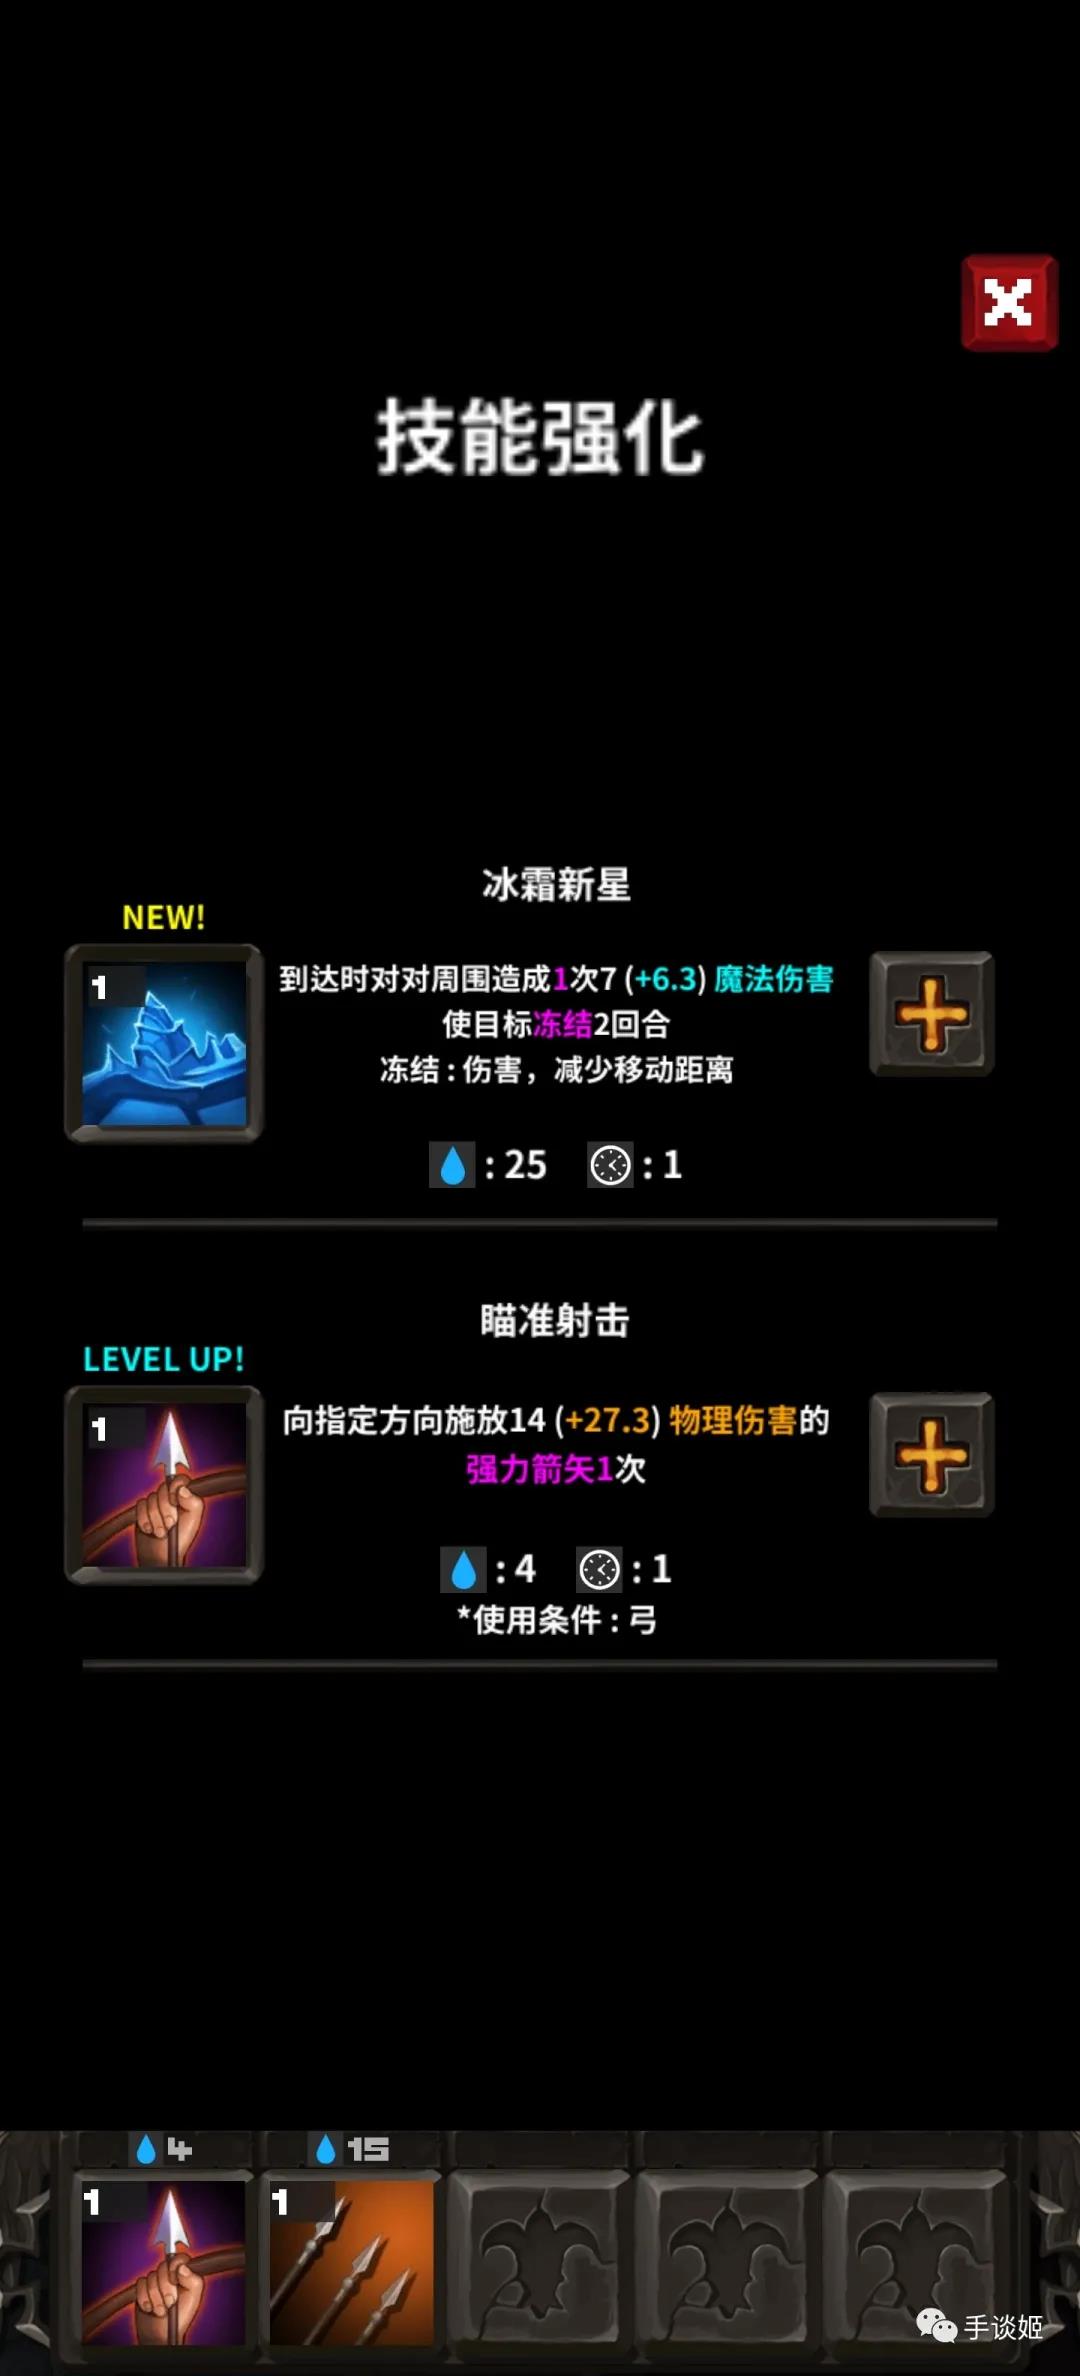 技能强化
冰霜新星
NEW!
1
到达时对对周围造成1次7 (+6.3) 魔法伤害
使目标冻结2回合
冻结 : 伤害，减少移动距离
: 25 : 1
瞄准射击
LEVEL UP!
1
向指定方向施放14 (+27.3) 物理伤害的
强力箭矢1次
: 4 : 1
*使用条件 : 弓
4 15
1 1
手谈姬